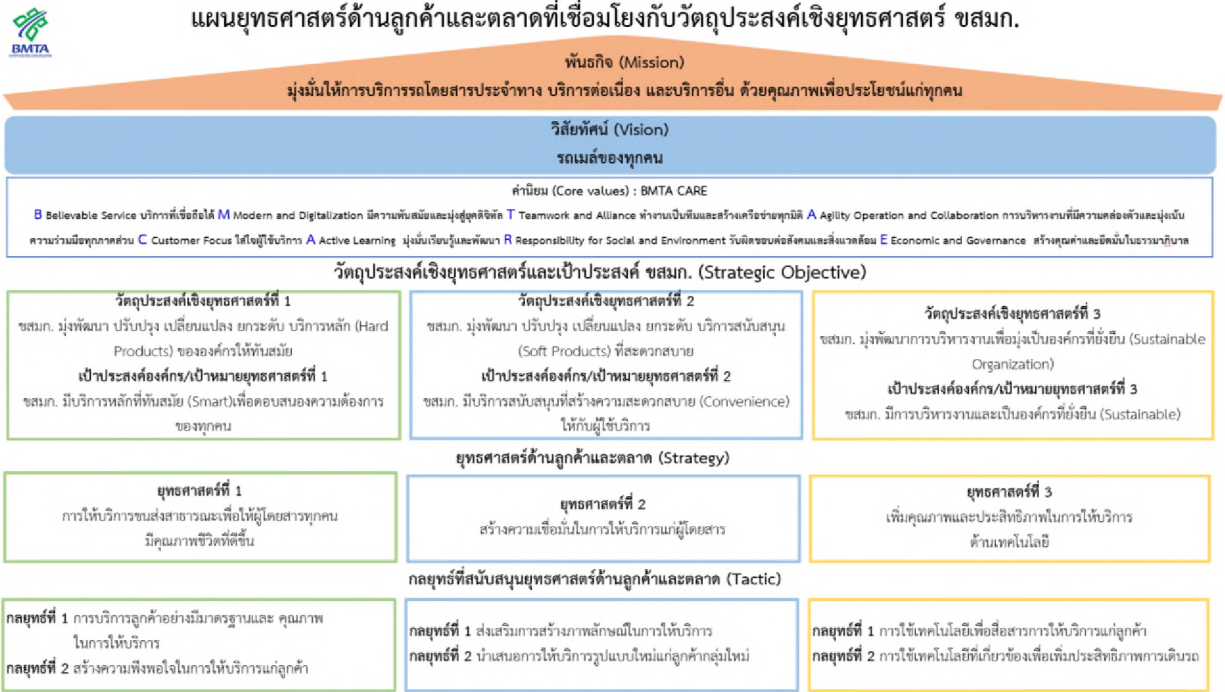 แผนยุทธศาสตร์ด้านลูกค้าและตลาดที่เชื่อมโยงกับวัตถุประสงค์เชิงยุทธศาสตร์ ขสมก.
BMTA
พันธกิจ (Mission)
มุ่งมั่นให้การบริการรถโดยสารประจำทาง บริการต่อเนื่อง และบริการอื่น ด้วยคุณภาพเพื่อประโยชน์แก่ทุกคน
วิสัยทัศน์ (Vision)
รถเมล์ของทุกคน
ค่านิยม (Core values) : BMTA CARE
B Believable Service บริการที่เชื่อถือได้ M Modern and Digitalization มีความทันสมัยและมุ่งสู่ยุคดิจิทัล T Teamwork and Alliance ทำงานเป็นทีมและสร้างเครือข่ายทุกมิติ A Agility Operation and Collaboration การบริหารงานที่มีความคล่องตัวและมุ่งเน้น
ความร่วมมือทุกภาคส่วน C Customer Focus ใส่ใจผู้ใช้บริการ A Active Learning มุ่งมั่นเรียนรู้และพัฒนา R Responsibility for Social and Environment รับผิดชอบต่อสังคมและสิ่งแวดล้อม E Economic and Governance สร้างคุณค่าและยึดมั่นในธรรมาภิบาล
วัตถุประสงค์เชิงยุทธศาสตร์และเป้าประสงค์ ขสมก. (Strategic Objective)
วัตถุประสงค์เชิงยุทธศาสตร์ที่ 1
ขสมก. มุ่งพัฒนา ปรับปรุง เปลี่ยนแปลง ยกระดับ บริการหลัก (Hard
Products) ขององค์กรให้ทันสมัย
เป้าประสงค์องค์กร/เป้าหมายยุทธศาสตร์ที่ 1
ขสมก. มีบริการหลักที่ทันสมัย (Smart)เพื่อตอบสนองความต้องการ
ของทุกคน
วัตถุประสงค์เชิงยุทธศาสตร์ที่ 2
ขสมก. มุ่งพัฒนา ปรับปรุง เปลี่ยนแปลง ยกระดับ บริการสนับสนุน
(Soft Products) ที่สะดวกสบาย
เป้าประสงค์องค์กร/เป้าหมายยุทธศาสตร์ที่ 2
ขสมก. มีบริการสนับสนุนที่สร้างความสะดวกสบาย (Convenience)
ให้กับผู้ใช้บริการ
วัตถุประสงค์เชิงยุทธศาสตร์ที่ 3
ขสมก. มุ่งพัฒนาการบริหารงานเพื่อมุ่งเป็นองค์กรที่ยั่งยืน (Sustainable
Organization)
เป้าประสงค์องค์กร/เป้าหมายยุทธศาสตร์ที่ 3
ขสมก. มีการบริหารงานและเป็นองค์กรที่ยั่งยืน (Sustainable)
ยุทธศาสตร์ด้านลูกค้าและตลาด (Strategy)
ยุทธศาสตร์ที่ 1
การให้บริการขนส่งสาธารณะเพื่อให้ผู้โดยสารทุกคน
มีคุณภาพชีวิตที่ดีขึ้น
ยุทธศาสตร์ที่ 2
สร้างความเชื่อมั่นในการให้บริการแก่ผู้โดยสาร
ยุทธศาสตร์ที่ 3
เพิ่มคุณภาพและประสิทธิภาพในการให้บริการ
ด้านเทคโนโลยี
กลยุทธ์ที่สนับสนุนยุทธศาสตร์ด้านลูกค้าและตลาด (Tactic)
กลยุทธ์ที่ 1 การบริการลูกค้าอย่างมีมาตรฐานและ คุณภาพ
ในการให้บริการ
กลยุทธ์ที่ 2 สร้างความพึงพอใจในการให้บริการแก่ลูกค้า
กลยุทธ์ที่ 1 ส่งเสริมการสร้างภาพลักษณ์ในการให้บริการ
กลยุทธ์ที่ 2 นำเสนอการให้บริการรูปแบบใหม่แก่ลูกค้ากลุ่มใหม่
กลยุทธ์ที่ 1 การใช้เทคโนโลยีเพื่อสื่อสารการให้บริการแก่ลูกค้า
กลยุทธ์ที่ 2 การใช้เทคโนโลยีที่เกี่ยวข้องเพื่อเพิ่มประสิทธิภาพการเดินรถ